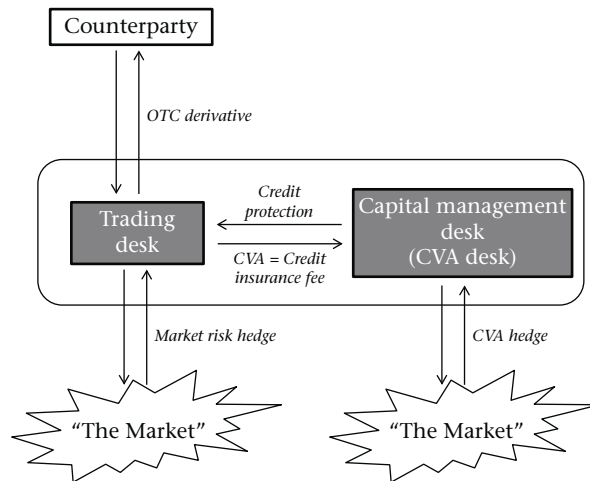 Counterparty
OTC derivative
Trading
desk
Credit
protection
CVA = Credit
insurance fee
Capital management
desk
(CVA desk)
Market risk hedge
CVA hedge
“The Market”
“The Market”